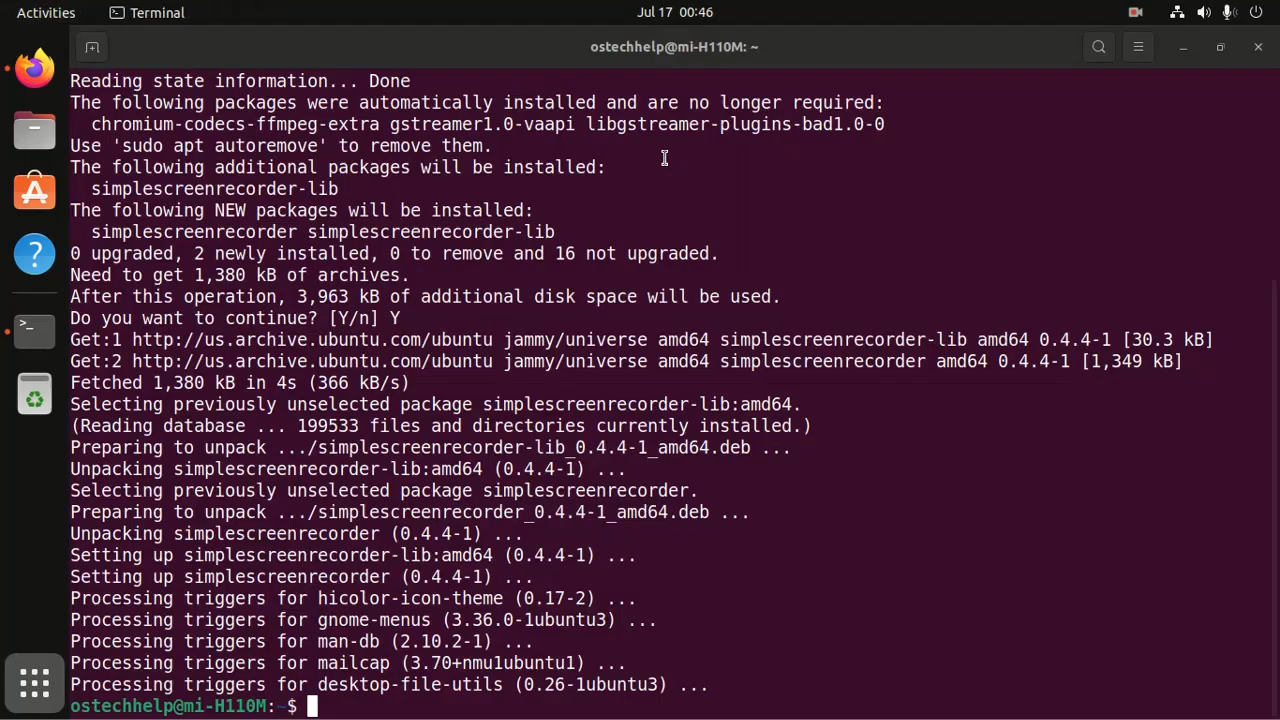 Activities Terminal Jul 17 00:46
ostechhelp@mi-H110M: ~
Reading state information... Done
The following packages were automatically installed and are no longer required:
  chromium-codecs-ffmpeg-extra gstreamer1.0-vaapi libgstreamer-plugins-bad1.0-0
Use 'sudo apt autoremove' to remove them.
The following additional packages will be installed:
  simplescreenrecorder-lib
The following NEW packages will be installed:
  simplescreenrecorder simplescreenrecorder-lib
0 upgraded, 2 newly installed, 0 to remove and 16 not upgraded.
Need to get 1,380 kB of archives.
After this operation, 3,963 kB of additional disk space will be used.
Do you want to continue? [Y/n] Y
Get:1 http://us.archive.ubuntu.com/ubuntu jammy/universe amd64 simplescreenrecorder-lib amd64 0.4.4-1 [30.3 kB]
Get:2 http://us.archive.ubuntu.com/ubuntu jammy/universe amd64 simplescreenrecorder amd64 0.4.4-1 [1,349 kB]
Fetched 1,380 kB in 4s (366 kB/s)
Selecting previously unselected package simplescreenrecorder-lib:amd64.
(Reading database ... 199533 files and directories currently installed.)
Preparing to unpack .../simplescreenrecorder-lib_0.4.4-1_amd64.deb ...
Unpacking simplescreenrecorder-lib:amd64 (0.4.4-1) ...
Selecting previously unselected package simplescreenrecorder.
Preparing to unpack .../simplescreenrecorder_0.4.4-1_amd64.deb ...
Unpacking simplescreenrecorder (0.4.4-1) ...
Setting up simplescreenrecorder-lib:amd64 (0.4.4-1) ...
Setting up simplescreenrecorder (0.4.4-1) ...
Processing triggers for hicolor-icon-theme (0.17-2) ...
Processing triggers for gnome-menus (3.36.0-1ubuntu3) ...
Processing triggers for man-db (2.10.2-1) ...
Processing triggers for mailcap (3.70+nmu1ubuntu1) ...
Processing triggers for desktop-file-utils (0.26-1ubuntu3) ...
ostechhelp@mi-H110M:~$